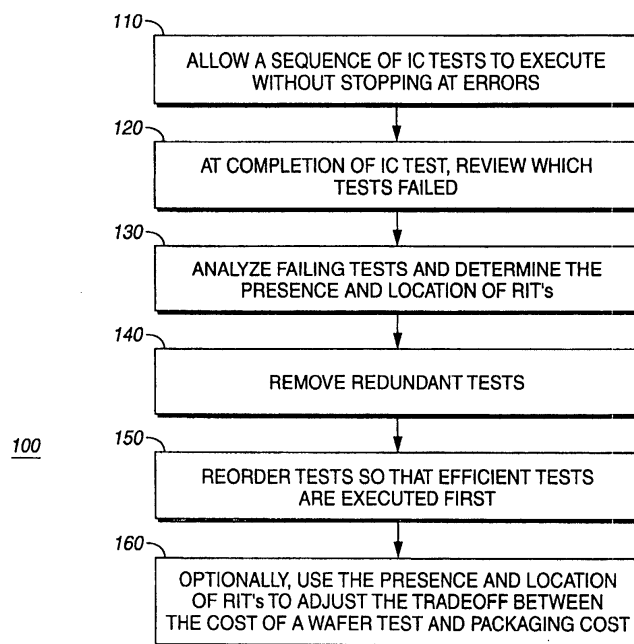 110
ALLOW A SEQUENCE OF IC TESTS TO EXECUTE
WITHOUT STOPPING AT ERRORS
120
AT COMPLETION OF IC TEST, REVIEW WHICH
TESTS FAILED
130
ANALYZE FAILING TESTS AND DETERMINE THE
PRESENCE AND LOCATION OF RIT's
140
REMOVE REDUNDANT TESTS
100
150
REORDER TESTS SO THAT EFFICIENT TESTS
ARE EXECUTED FIRST
160
OPTIONALLY, USE THE PRESENCE AND LOCATION
OF RIT's TO ADJUST THE TRADEOFF BETWEEN
THE COST OF A WAFER TEST AND PACKAGING COST